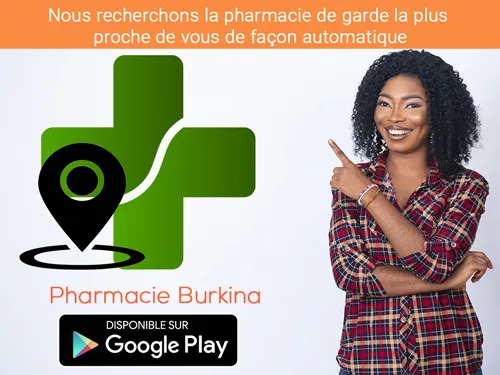 Nous recherchons la pharmacie de garde la plus
proche de vous de façon automatique
Pharmacie Burkina
DISPONIBLE SUR
Google Play